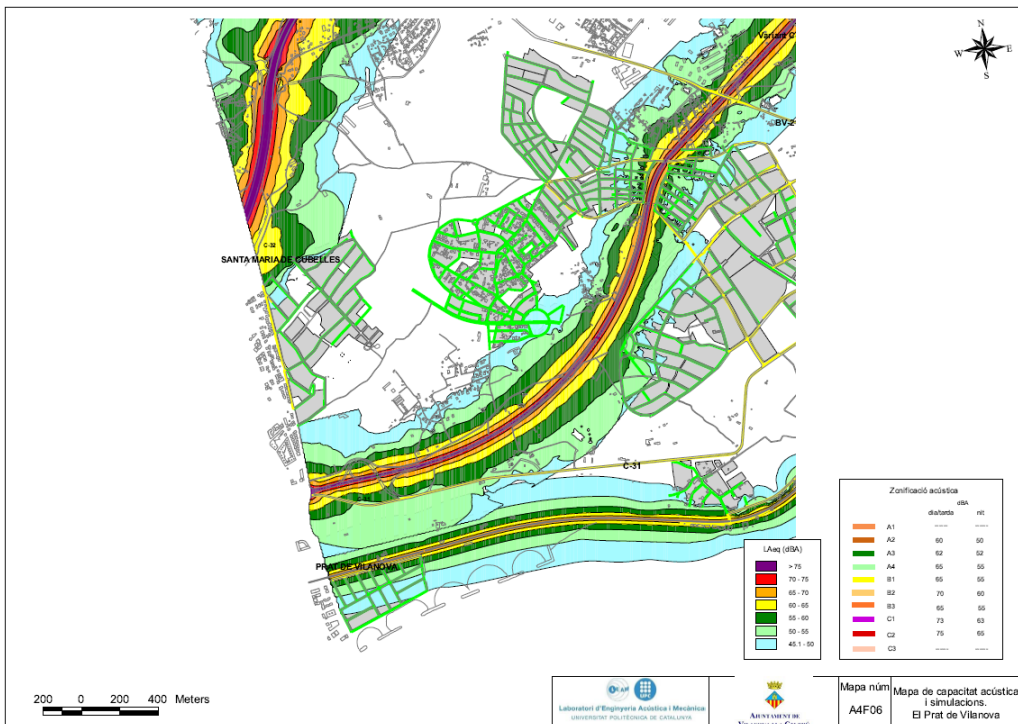 N
W
E
S
Variant C
BV-2
C-32
SANTA MARIA DE CUBELLES
C-31
PRAT DE VILANOVA
LAeq (dBA)
> 75
70 - 75
65 - 70
60 - 65
55 - 60
50 - 55
45.1 - 50
Zonificació acústica
dBA
dia/tarda nit
A1 ---- ----
A2 60 50
A3 62 52
A4 65 55
B1 65 55
B2 70 60
B3 65 55
C1 73 63
C2 75 65
C3 ---- ----
200 0 200 400 Meters
UPC
Laboratori d'Enginyeria Acústica i Mecànica
UNIVERSITAT POLITÈCNICA DE CATALUNYA
AJUNTAMENT DE
Mapa núm
A4F06
Mapa de capacitat acústica
i simulacions.
El Prat de Vilanova